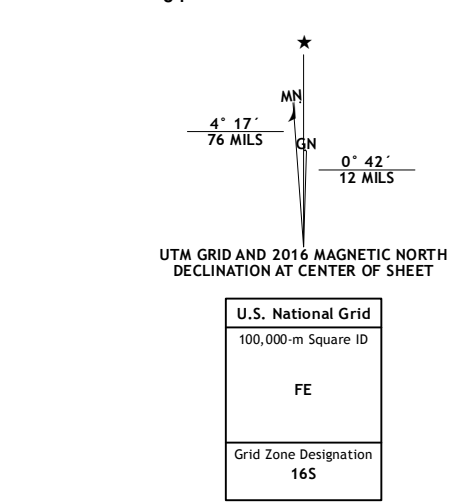 ★
MN
4° 17´
76 MILS
GN
0° 42´
12 MILS
UTM GRID AND 2016 MAGNETIC NORTH
DECLINATION AT CENTER OF SHEET
U.S. National Grid
100,000-m Square ID
FE
Grid Zone Designation
16S